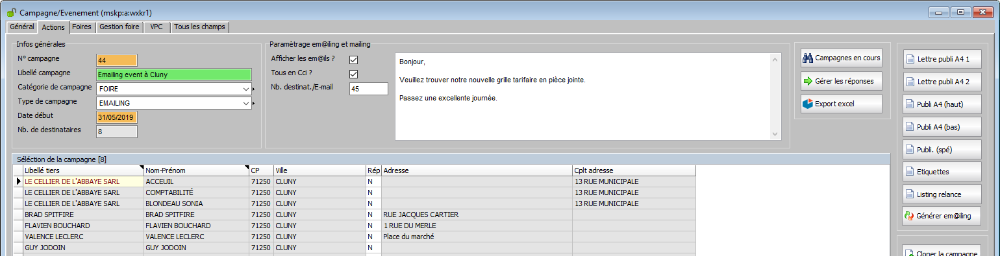 Campagne/Evenement (mskp:a:wxkr1)
Général Actions Foires Gestion foire VPC Tous les champs
Infos générales
N° campagne 44
Libellé campagne Emailing event à Cluny
Catégorie de campagne FOIRE
Type de campagne EMAILING
Date début 31/05/2019
Nb. de destinataires 8
Paramètrage em@iling et mailing
Afficher les em@ils ?
Tous en Cci ?
Nb. destinat./E-mail 45
Bonjour,
Veuillez trouver notre nouvelle grille tarifaire en pièce jointe.
Passez une excellente journée.
Campagnes en cours
Gérer les réponses
Export excel
Lettre publi A4 1
Lettre publi A4 2
Publi A4 (haut)
Publi A4 (bas)
Publi. (spé)
Etiquettes
Listing relance
Générer em@iling
Cloner la campagne
Séléction de la campagne [8]
Libellé tiers Nom-Prénom CP Ville Rép Adresse Cplt adresse
LE CELLIER DE L'ABBAYE SARL ACCEUIL 71250 CLUNY N 13 RUE MUNICIPALE
LE CELLIER DE L'ABBAYE SARL COMPTABILITÉ 71250 CLUNY N 13 RUE MUNICIPALE
LE CELLIER DE L'ABBAYE SARL BLONDEAU SONIA 71250 CLUNY N 13 RUE MUNICIPALE
BRAD SPITFIRE BRAD SPITFIRE 71250 CLUNY N RUE JACQUES CARTIER
FLAVIEN BOUCHARD FLAVIEN BOUCHARD 71250 CLUNY N 1 RUE DU MERLE
VALENCE LECLERC VALENCE LECLERC 71250 CLUNY N Place du marché
GUY JODOIN GUY JODOIN 71250 CLUNY N